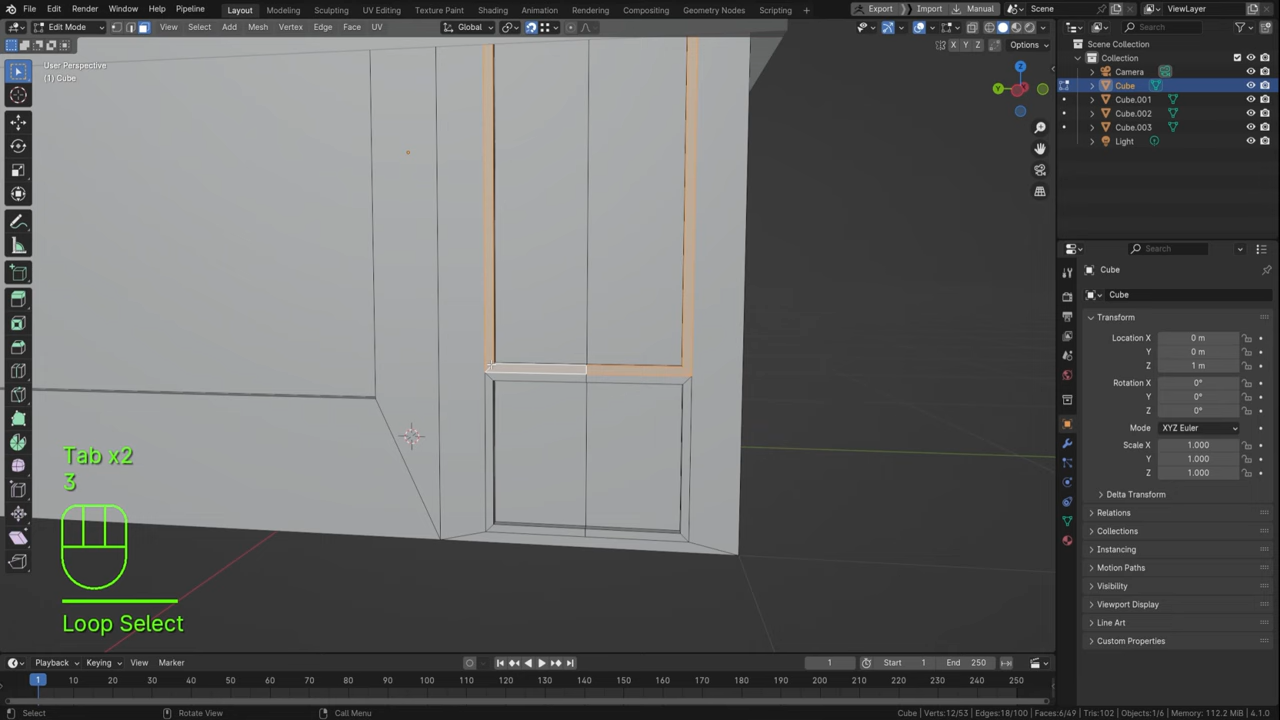 File Edit Render Window Help Pipeline
Layout Modeling Sculpting UV Editing Texture Paint Shading Animation Rendering Compositing Geometry Nodes Scripting +
Export Import Manual Scene ViewLayer
Edit Mode View Select Add Mesh Vertex Edge Face UV Global
X Y Z Options
Search
User Perspective
(1) Cube
Z
Y
Scene Collection
Collection
Camera
Cube
Cube.001
Cube.002
Cube.003
Light
Search
Cube
Cube
Transform
Location X 0 m
Y 0 m
Z 1 m
Rotation X 0°
Y 0°
Z 0°
Mode XYZ Euler
Scale X 1.000
Y 1.000
Z 1.000
Delta Transform
Relations
Collections
Instancing
Motion Paths
Visibility
Viewport Display
Line Art
Custom Properties
Tab x2
3
Loop Select
Playback Keying View Marker
1 Start 1 End 250
1 10 20 30 40 50 60 70 80 90 100 110 120 130 140 150 160 170 180 190 200 210 220 230 240 250
Select Rotate View Call Menu
Cube | Verts:12/53 | Edges:18/100 | Faces:6/49 | Tris:102 | Objects:1/6 | Memory: 112.2 MiB | 4.1.0